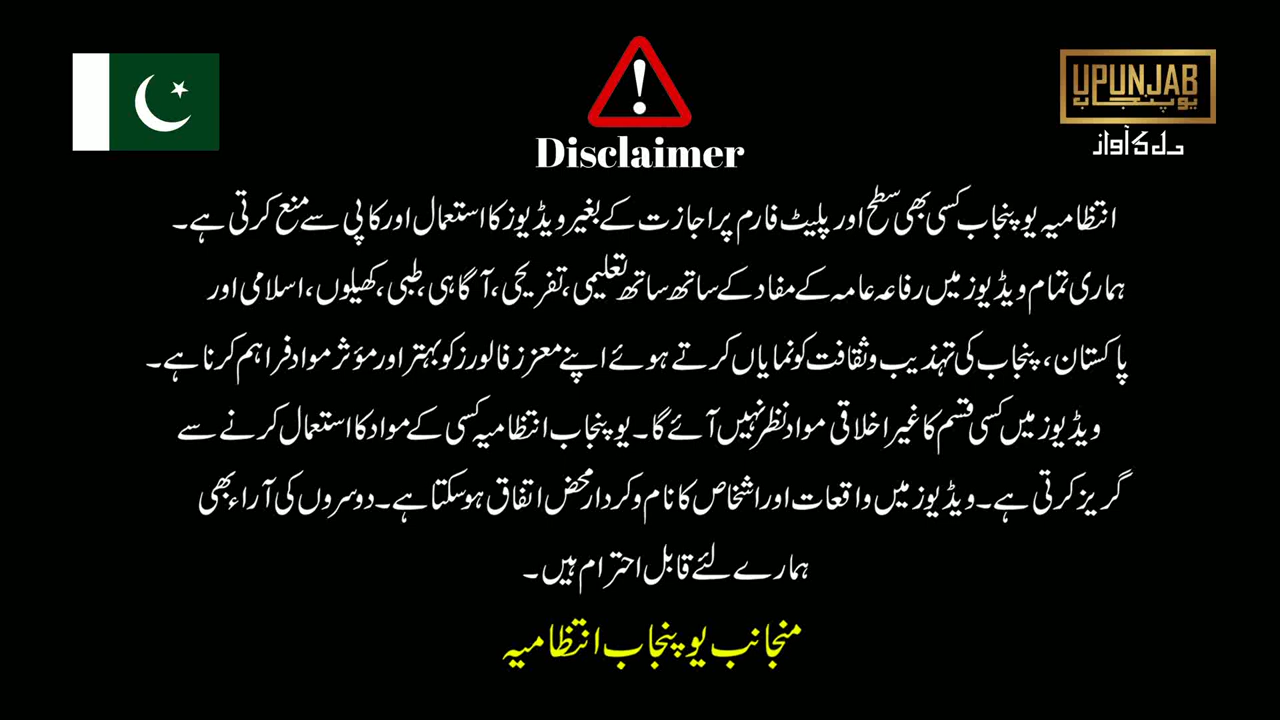 UPUNJAB
یوپنجاب
دل کی آواز
Disclaimer
انتظامیہ یو پنجاب کسی بھی سطح اور پلیٹ فارم پر اجازت کے بغیر ویڈیوز کا استعمال اور کاپی سے منع کرتی ہے۔
ہماری تمام ویڈیوز میں رفاعہ عامہ کے مفاد کے ساتھ ساتھ تعلیمی، تفریحی، آگاہی، طبی، کھیلوں، اسلامی اور
پاکستان، پنجاب کی تہذیب و ثقافت کو نمایاں کرتے ہوئے اپنے معزز فالورز کو بہتر اور مؤثر مواد فراہم کرنا ہے۔
ویڈیوز میں کسی قسم کا غیر اخلاقی مواد نظر نہیں آئے گا۔ یو پنجاب انتظامیہ کسی کے مواد کا استعمال کرنے سے
گریز کرتی ہے۔ ویڈیوز میں واقعات اور اشخاص کا نام و کردار محض اتفاق ہو سکتا ہے۔ دوسروں کی آراء بھی
ہمارے لئے قابل احترام ہیں۔
منجانب یو پنجاب انتظامیہ